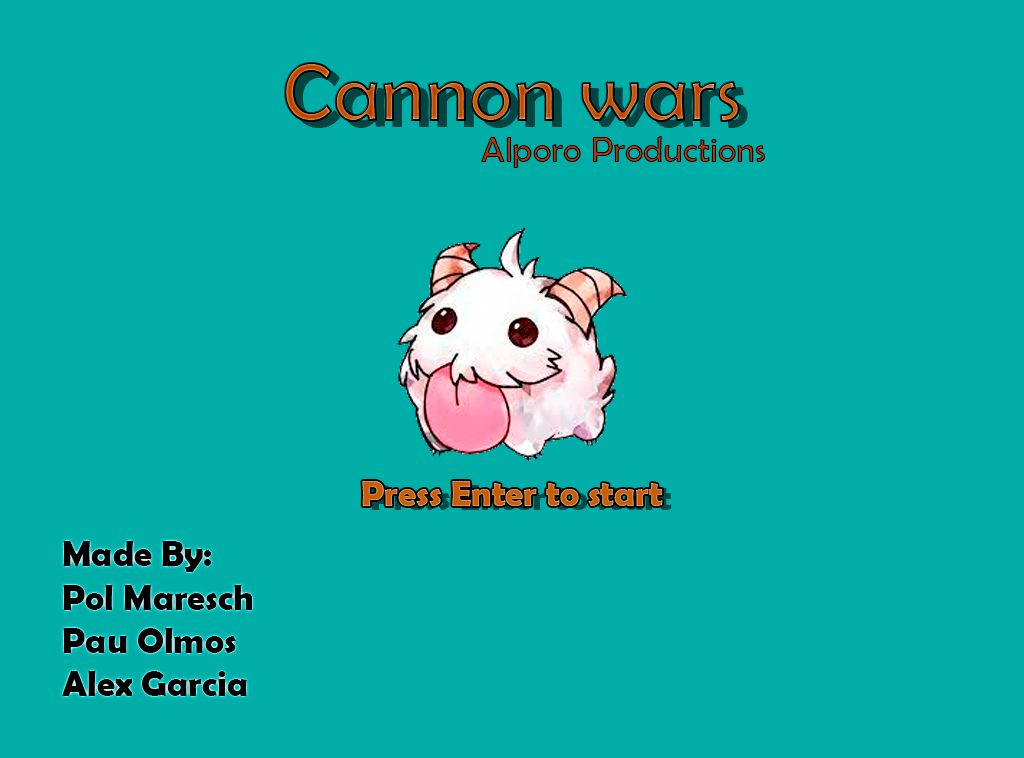 Cannon wars
Alporo Productions
Press Enter to start
Made By:
Pol Maresch
Pau Olmos
Alex Garcia